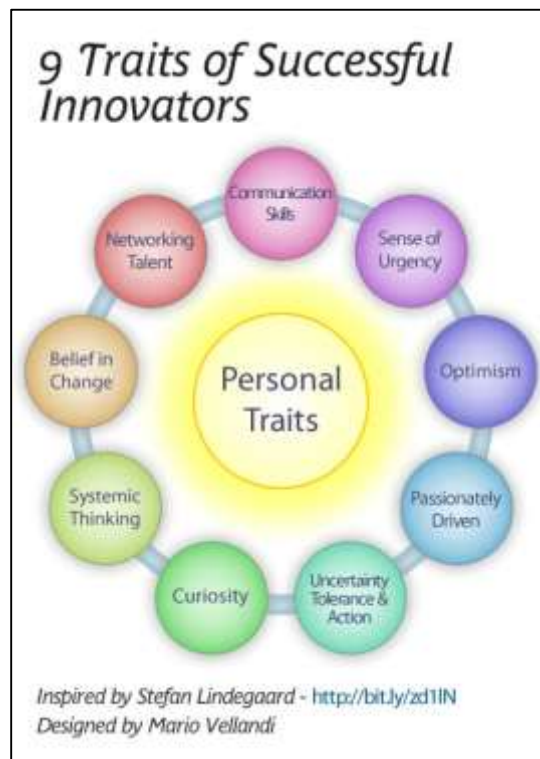 9 Traits of Successful
Innovators
Communication
Skills
Sense of
Urgency
Optimism
Passionately
Driven
Uncertainty
Tolerance &
Action
Curiosity
Systemic
Thinking
Belief in
Change
Networking
Talent
Personal
Traits
Inspired by Stefan Lindegaard - http://bit.ly/zd1lN
Designed by Mario Vellandi